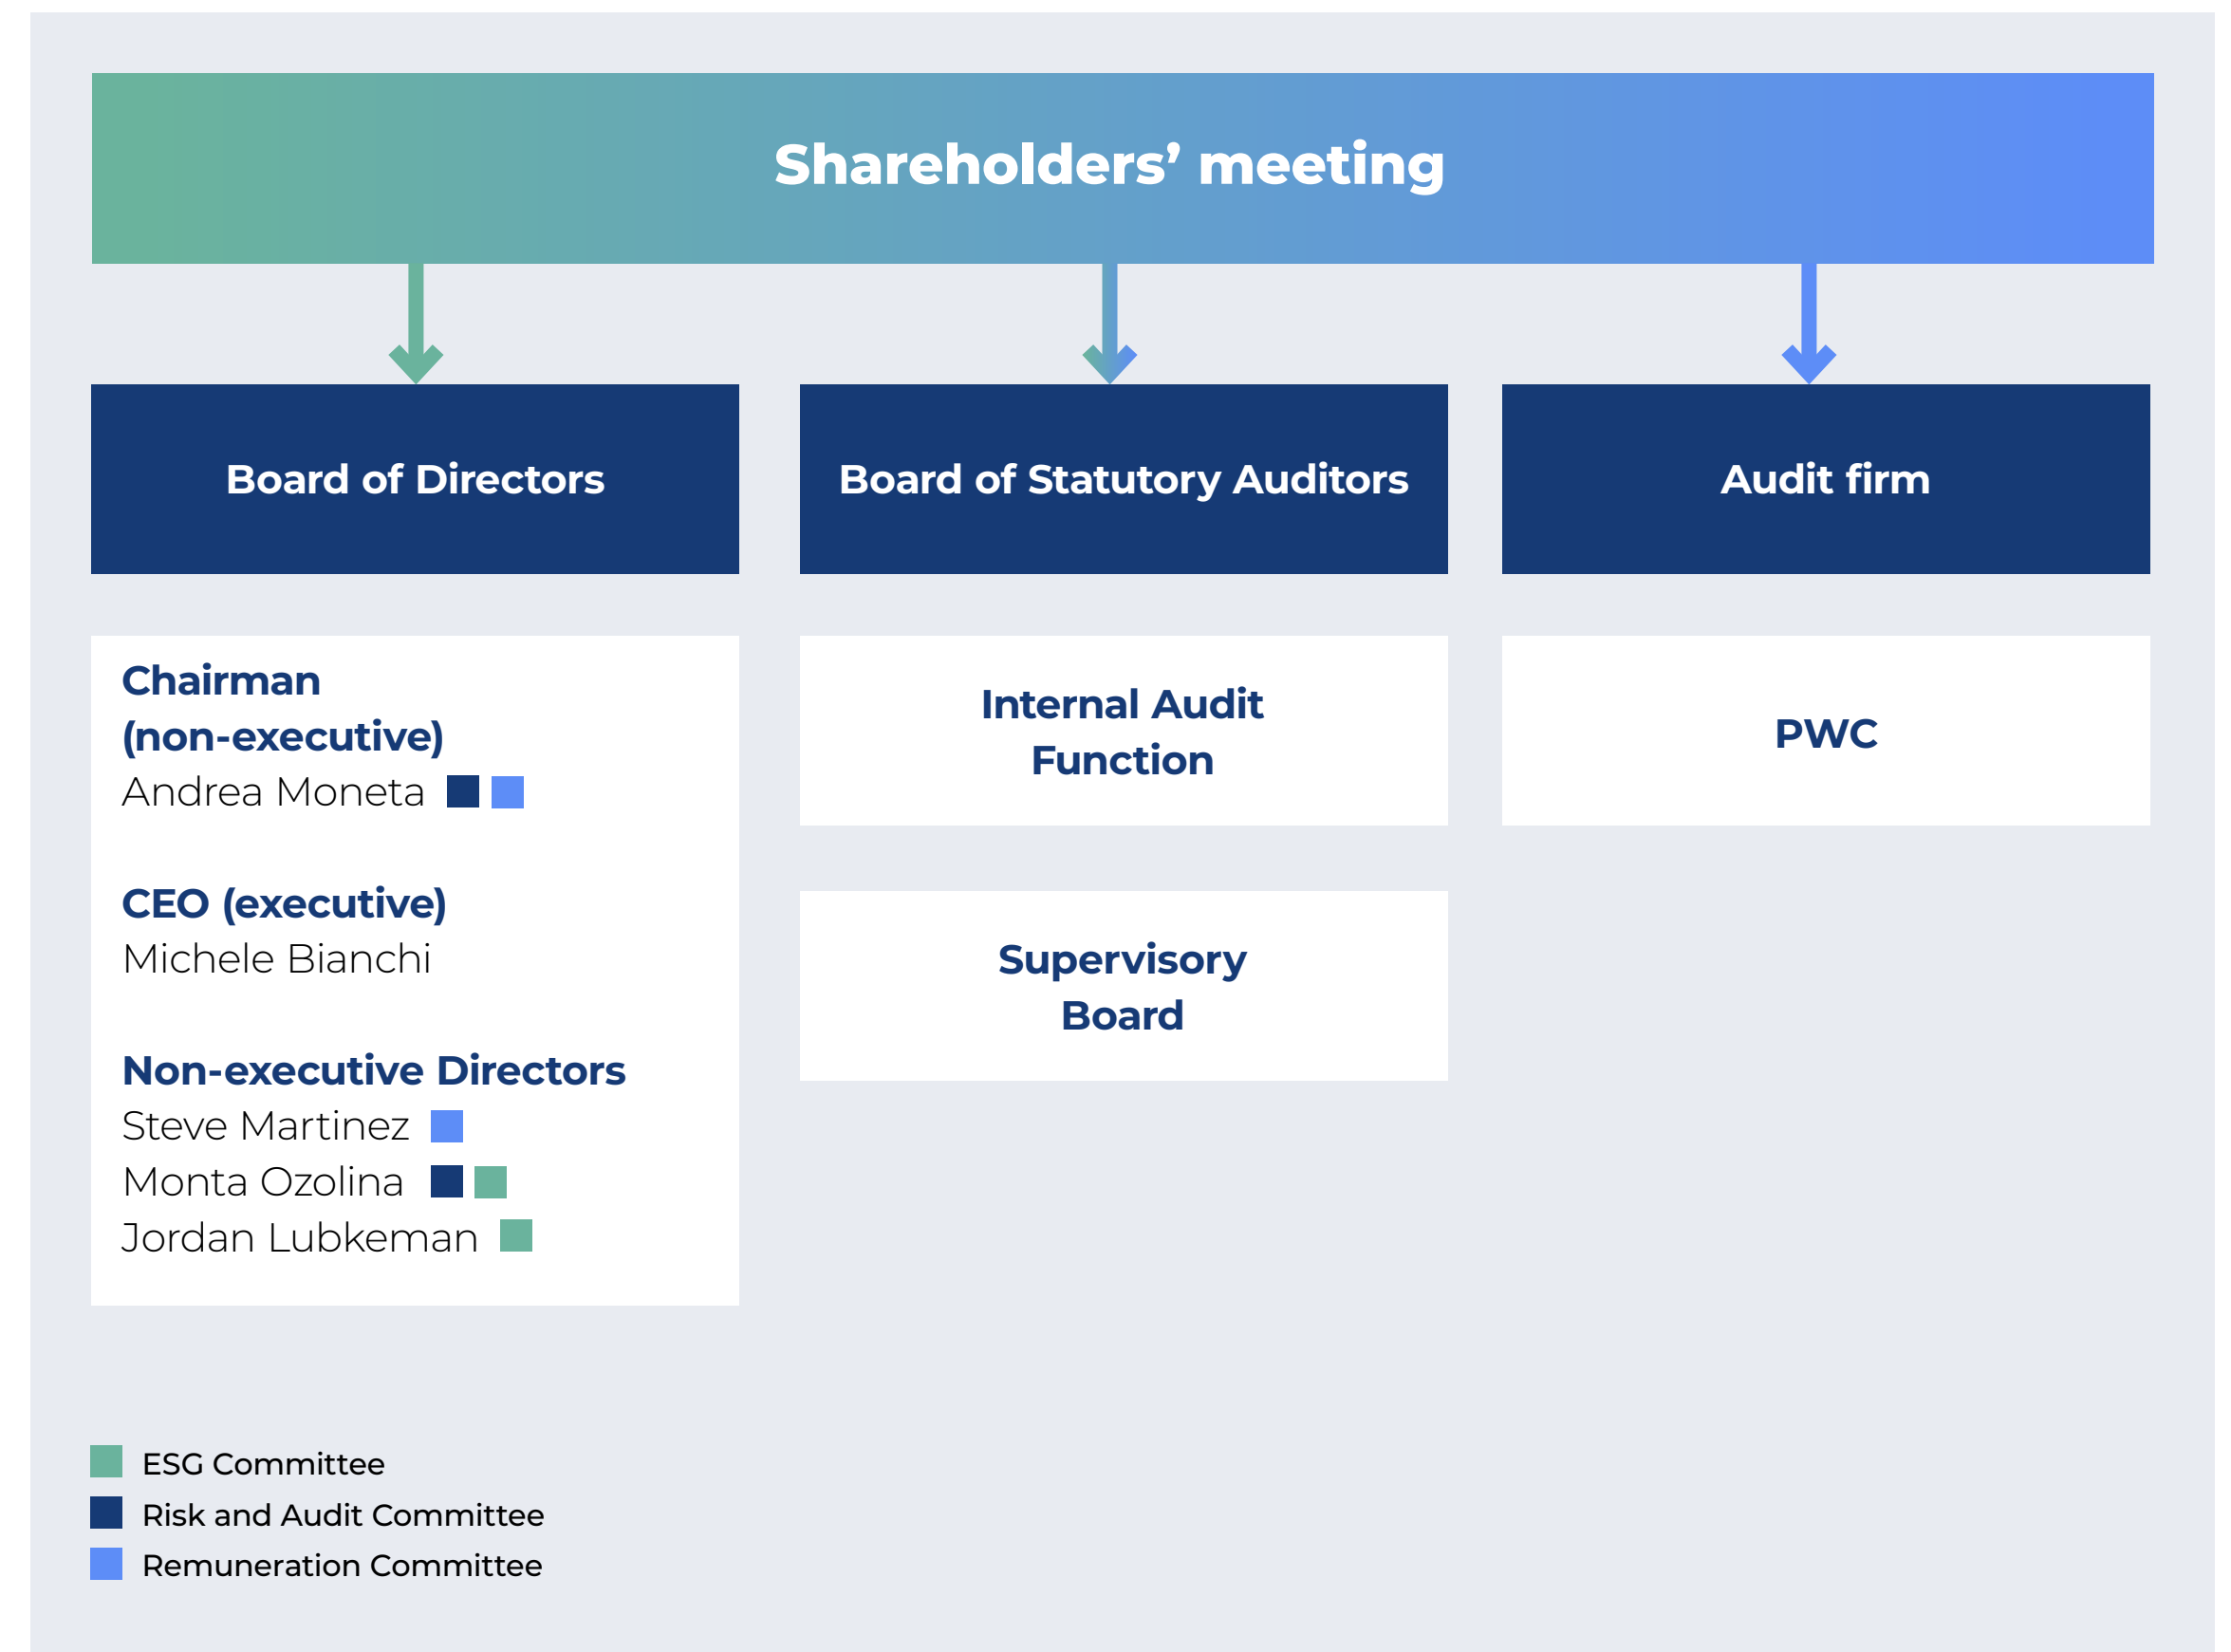 Shareholders’ meeting
Board of Directors
Board of Statutory Auditors
Audit firm
Chairman
(non-executive)
Andrea Moneta
CEO (executive)
Michele Bianchi
Non-executive Directors
Steve Martinez
Monta Ozolina
Jordan Lubkeman
Internal Audit
Function
Supervisory
Board
PWC
ESG Committee
Risk and Audit Committee
Remuneration Committee